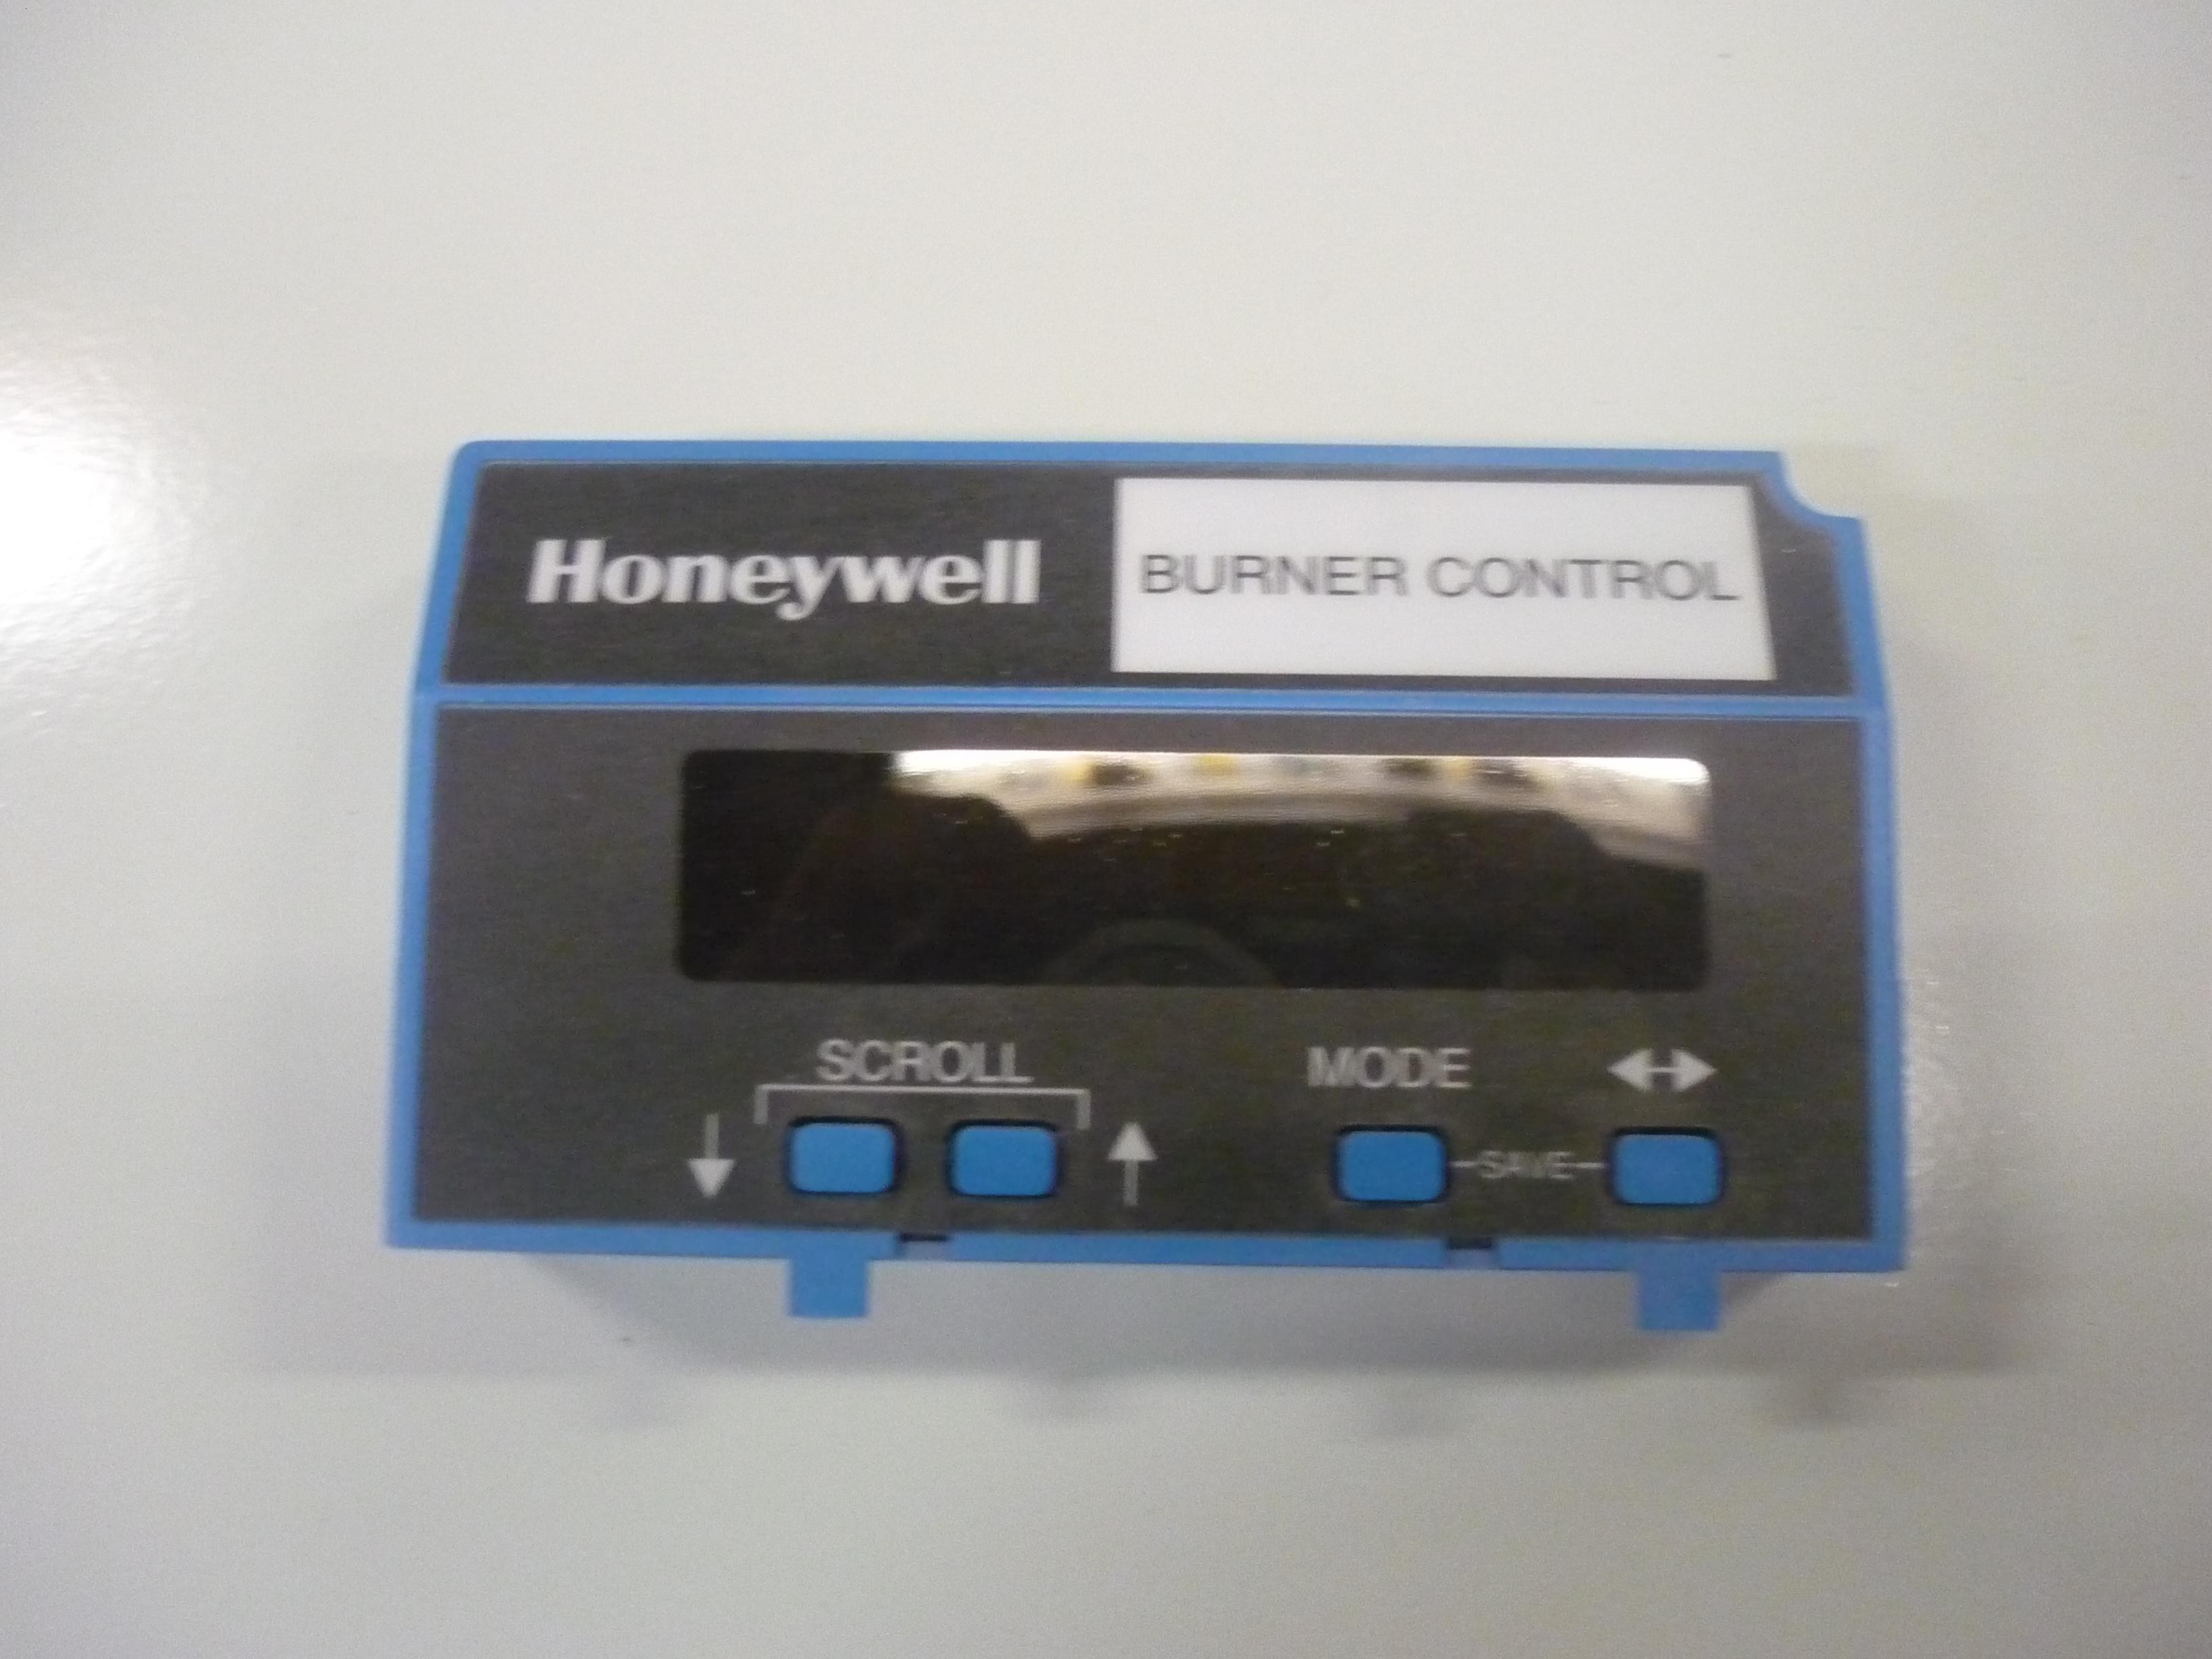 Honeywell
BURNER CONTROL
SCROLL
MODE
SAVE